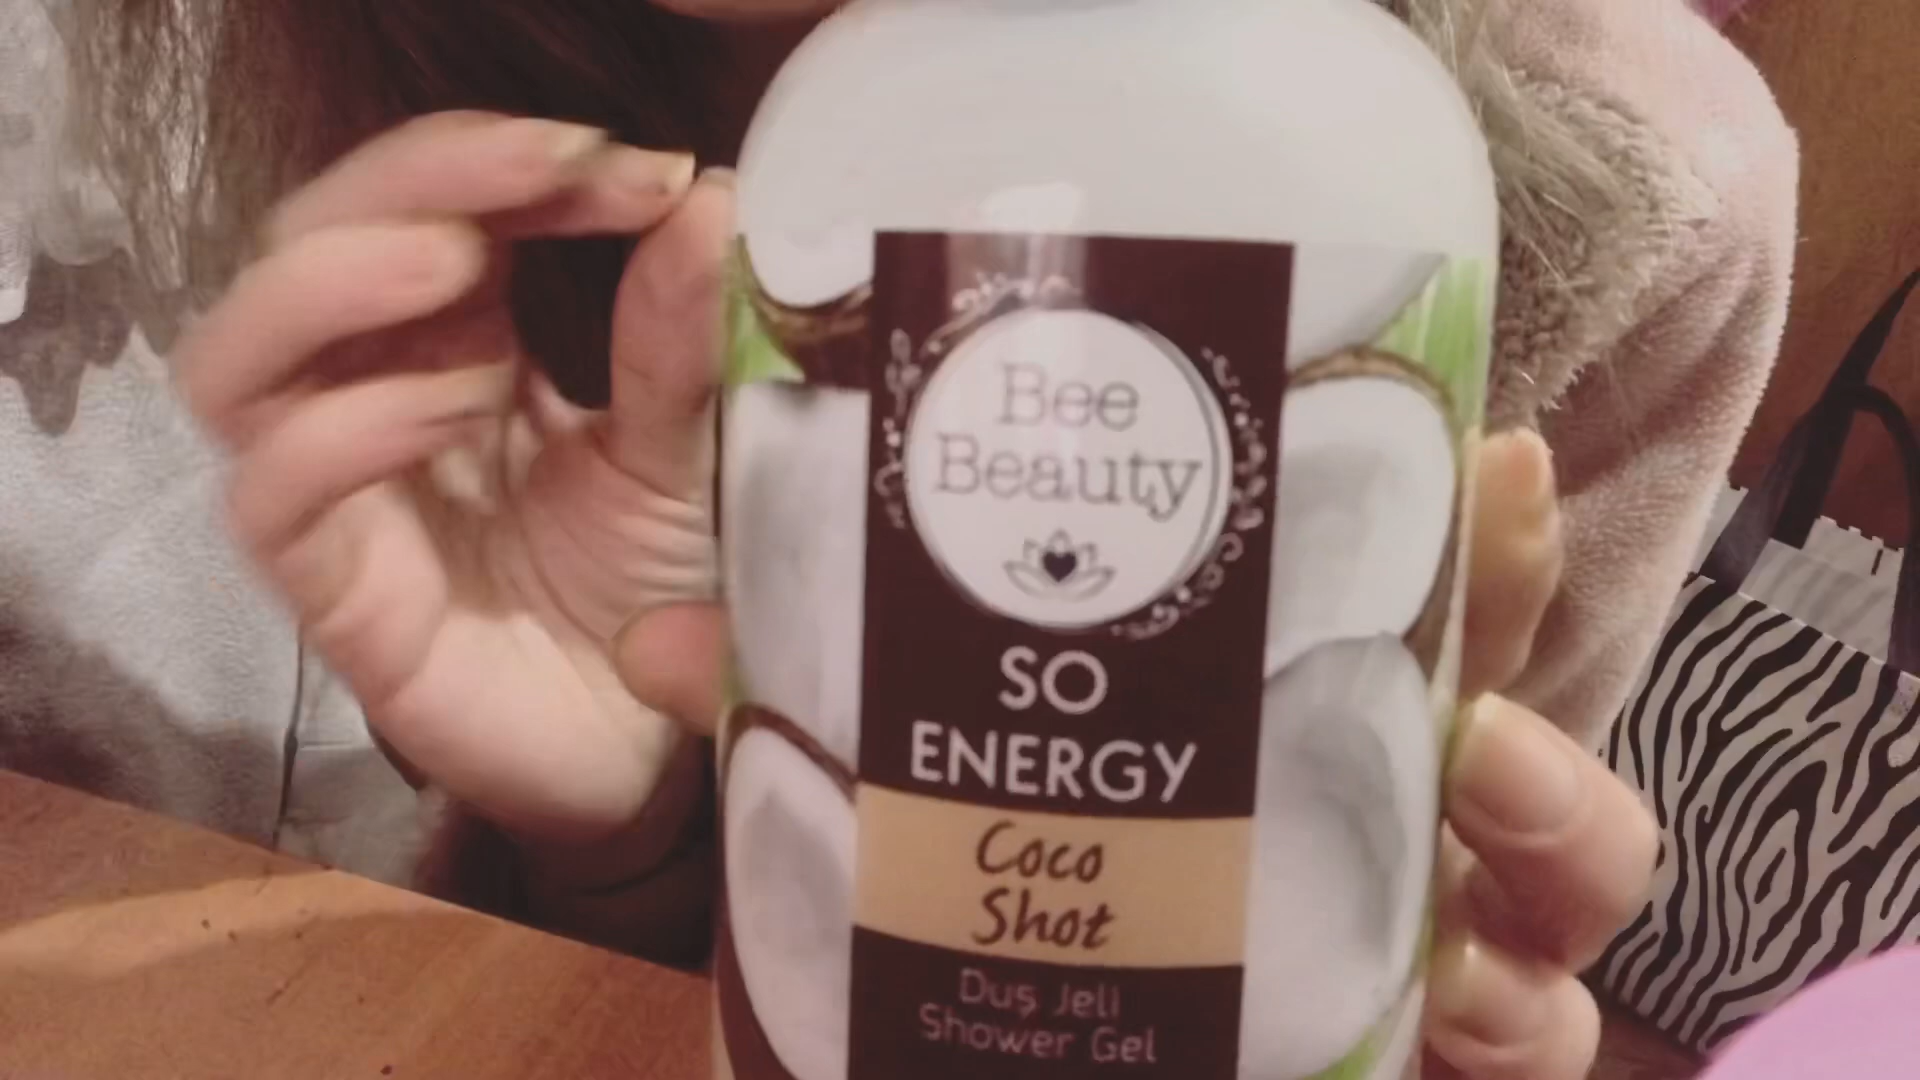 Bee
Beauty
SO
ENERGY
Coco
Shot
Duş Jeli
Shower Gel